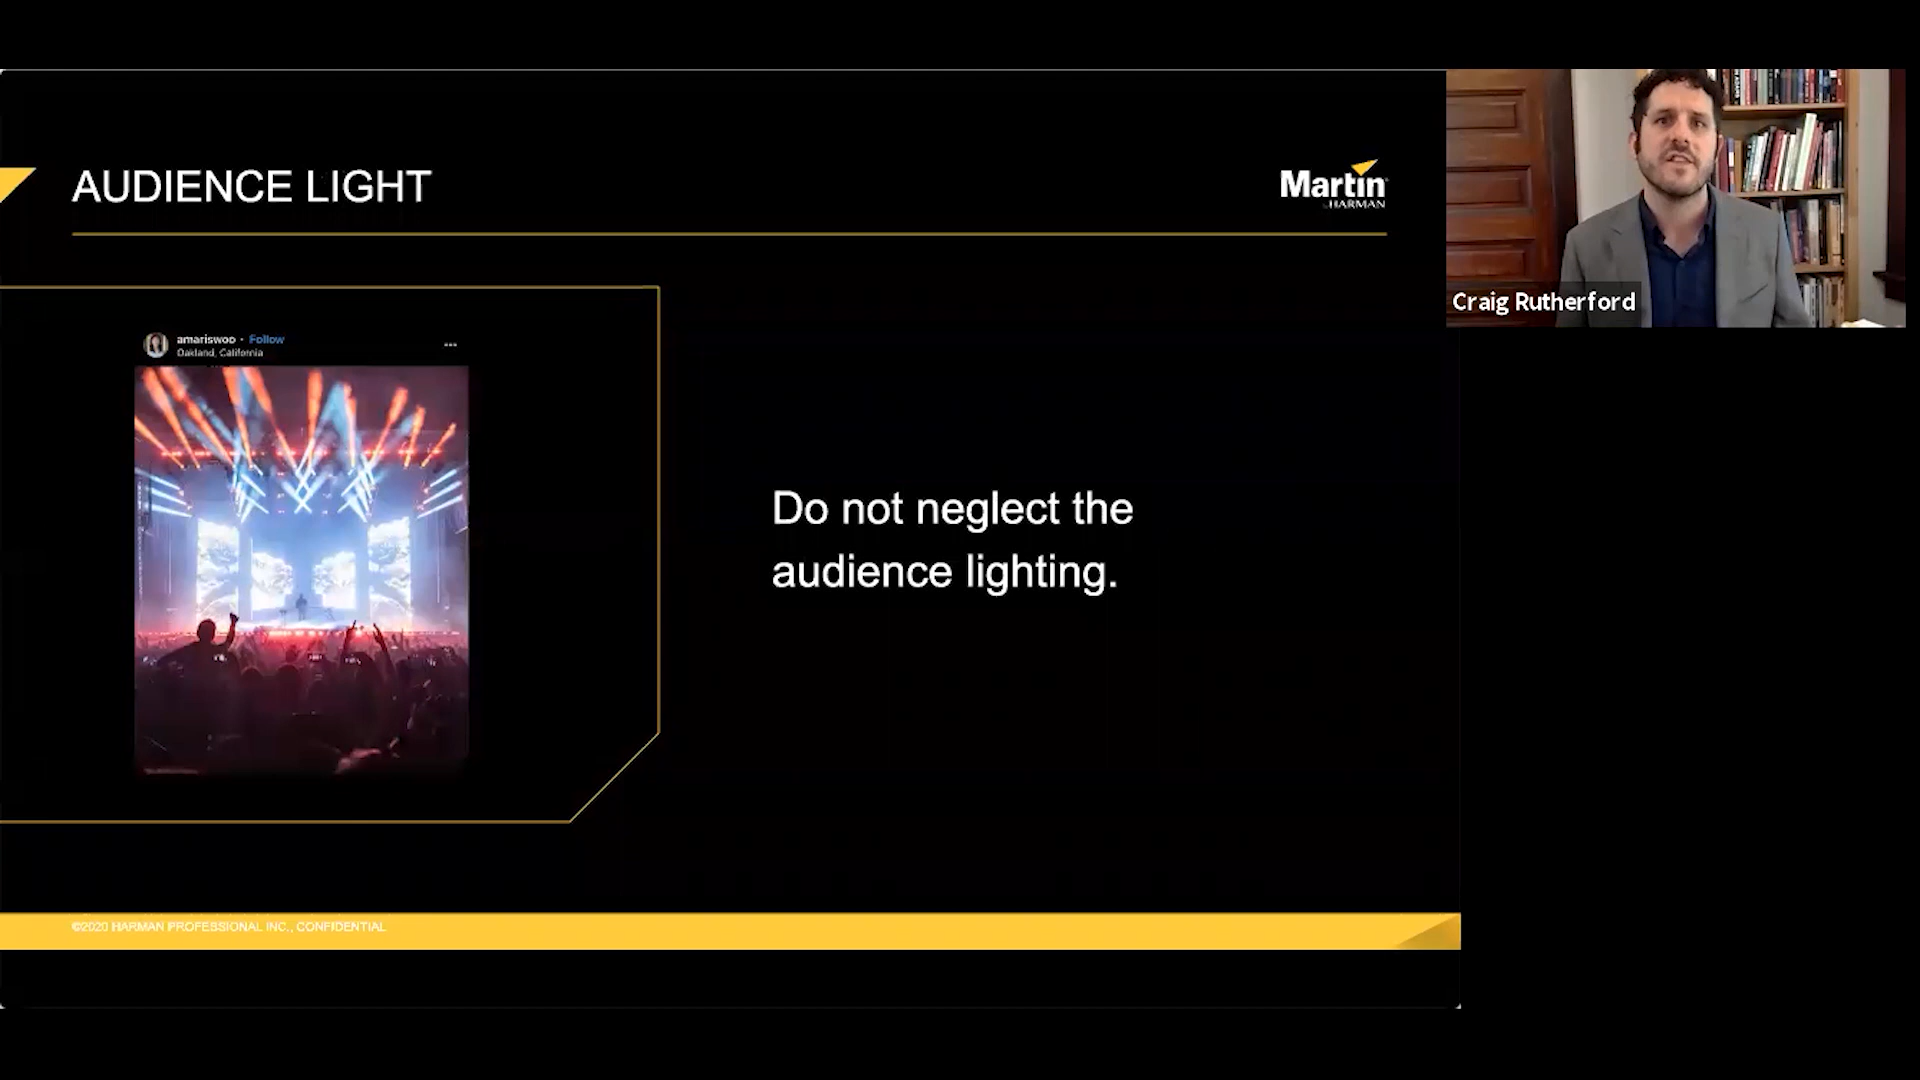 AUDIENCE LIGHT
Martin
by HARMAN
Craig Rutherford
amariswoo • Follow
Oakland, California
Do not neglect the
audience lighting.
©2020 HARMAN PROFESSIONAL INC., CONFIDENTIAL